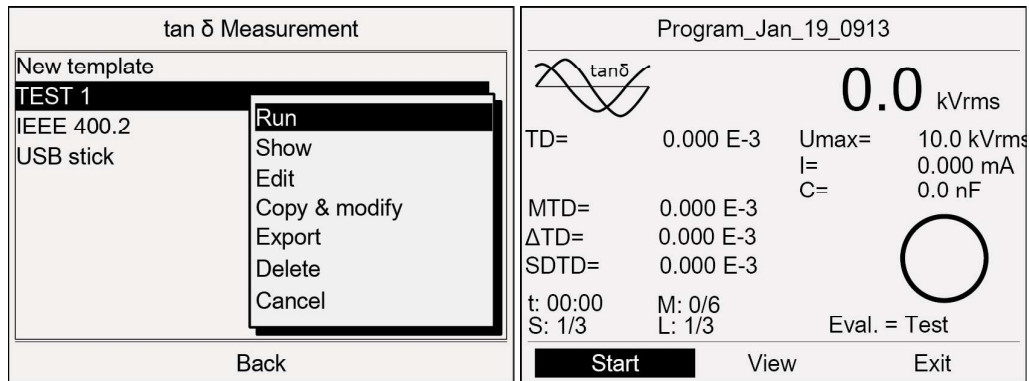 tan δ Measurement
New template
TEST 1
IEEE 400.2
USB stick
Run
Show
Edit
Copy & modify
Export
Delete
Cancel
Back
Program_Jan_19_0913
tanδ
0.0 kVrms
TD= 0.000 E-3
Umax= 10.0 kVrms
I= 0.000 mA
C= 0.0 nF
MTD= 0.000 E-3
ΔTD= 0.000 E-3
SDTD= 0.000 E-3
t: 00:00 M: 0/6
S: 1/3 L: 1/3
Eval. = Test
Start View Exit